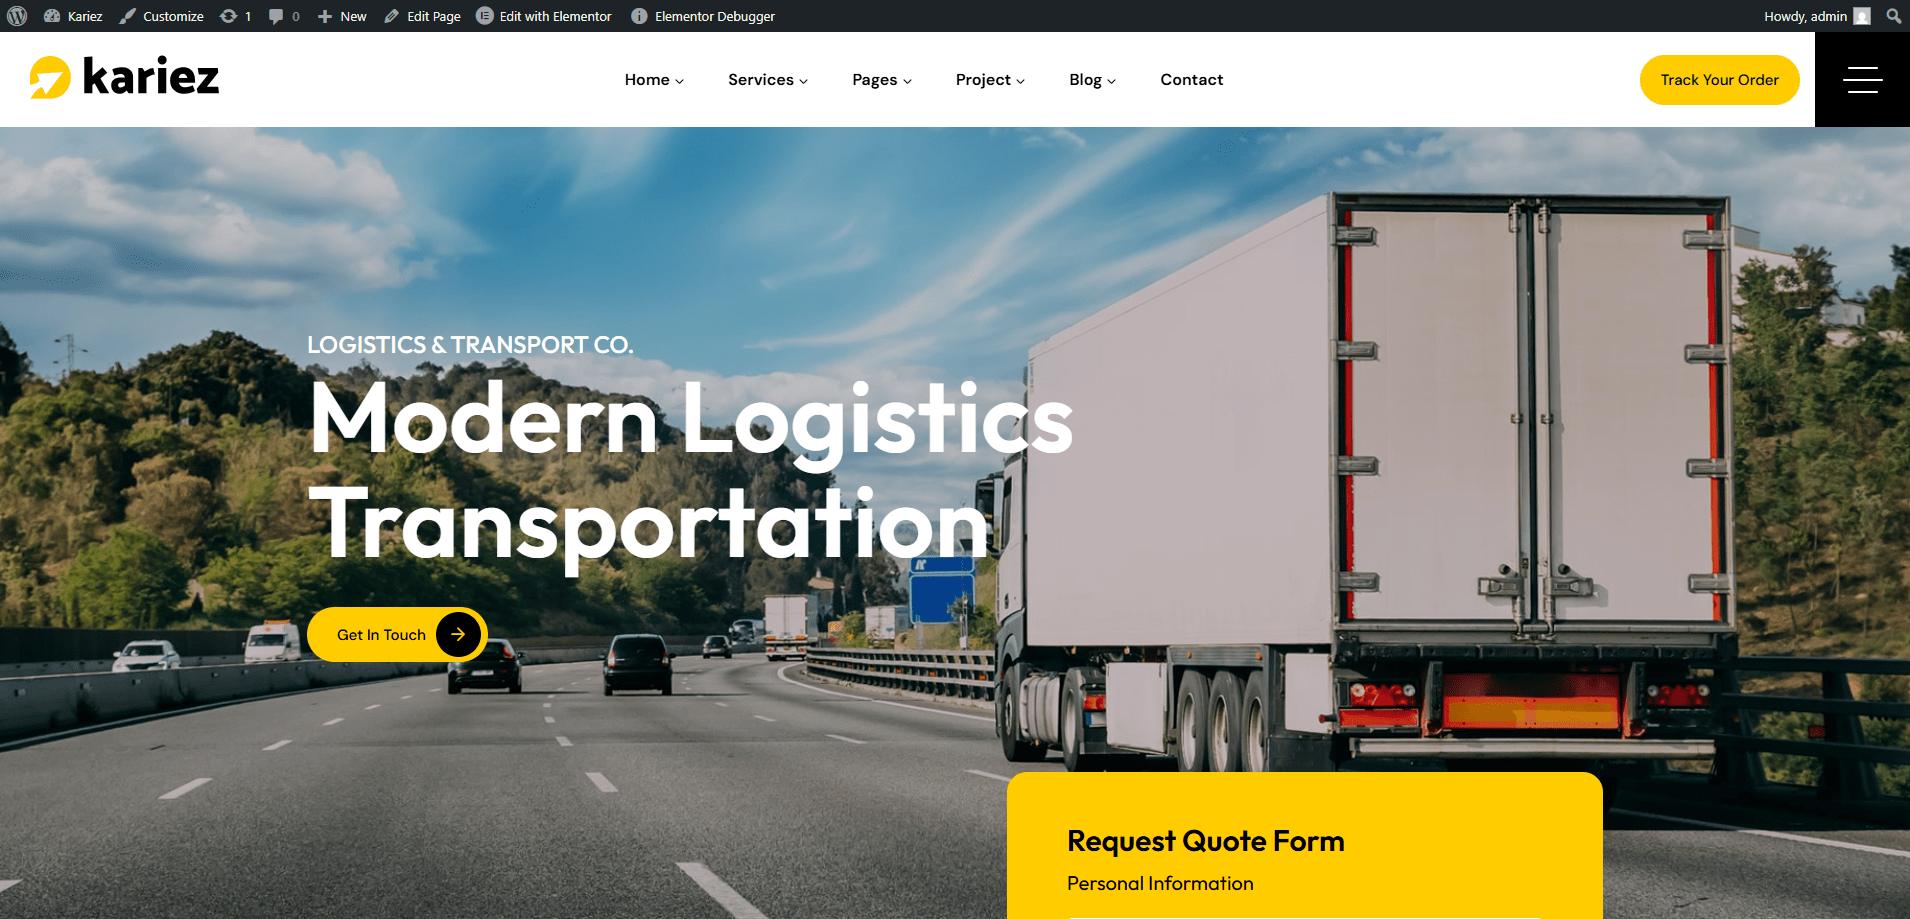 Kariez Customize 1 0 New Edit Page Edit with Elementor Elementor Debugger Howdy, admin
kariez Home Services Pages Project Blog Contact Track Your Order
LOGISTICS & TRANSPORT CO.
Modern Logistics
Transportation
Get In Touch
Request Quote Form
Personal Information